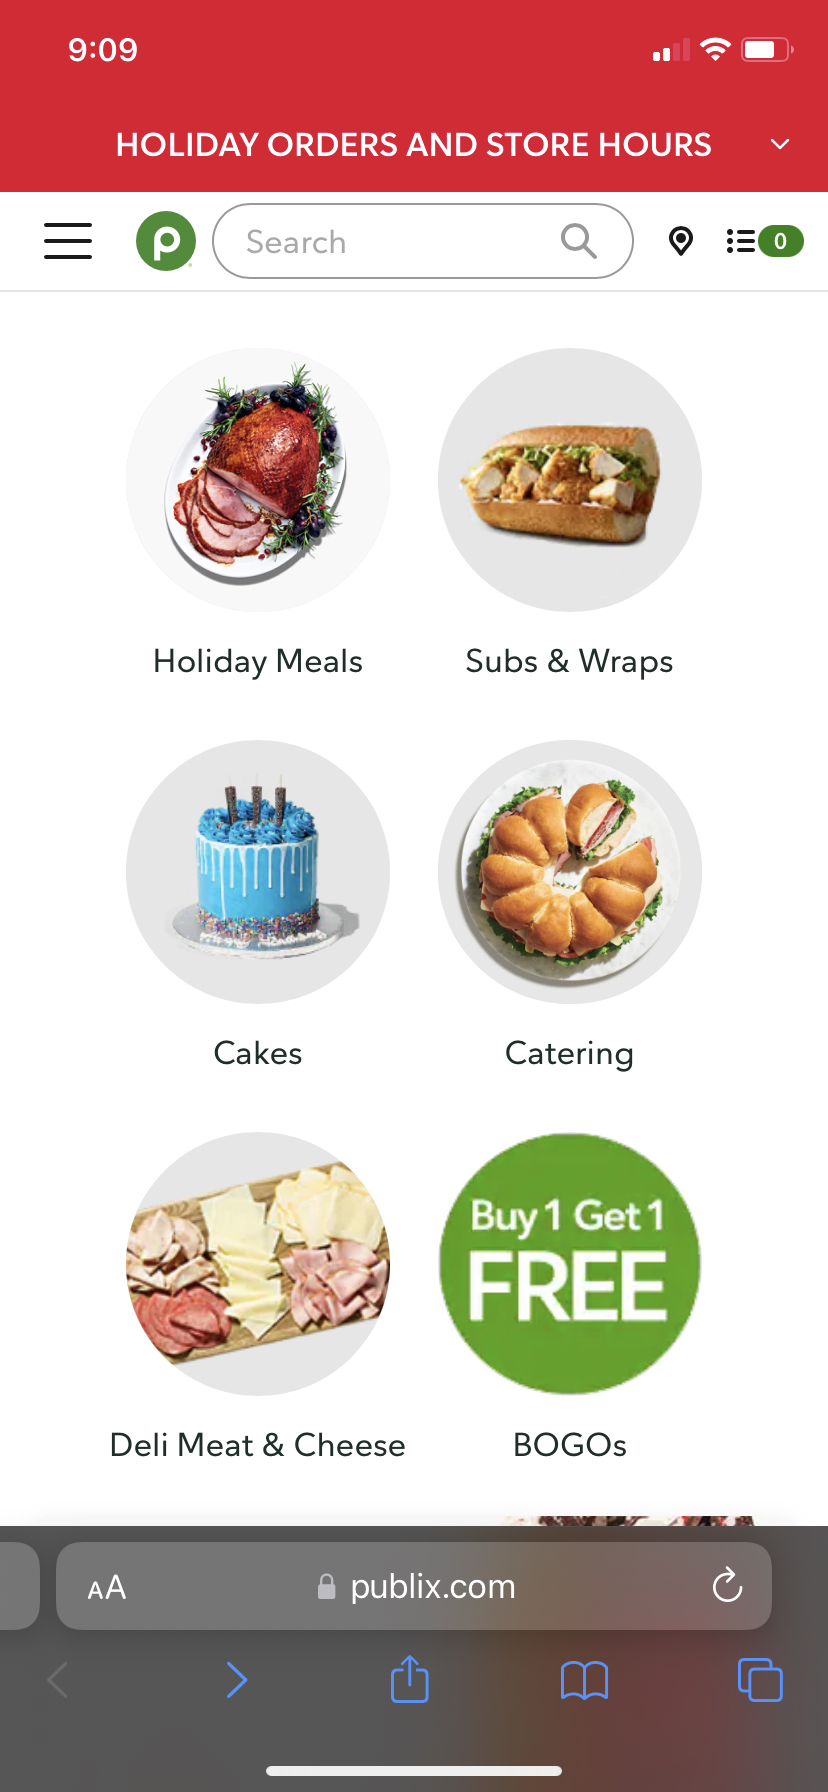 9:09
HOLIDAY ORDERS AND STORE HOURS
p
Search
0
Holiday Meals
Subs & Wraps
Cakes
Catering
Buy 1 Get 1
FREE
Deli Meat & Cheese
BOGOs
AA
publix.com